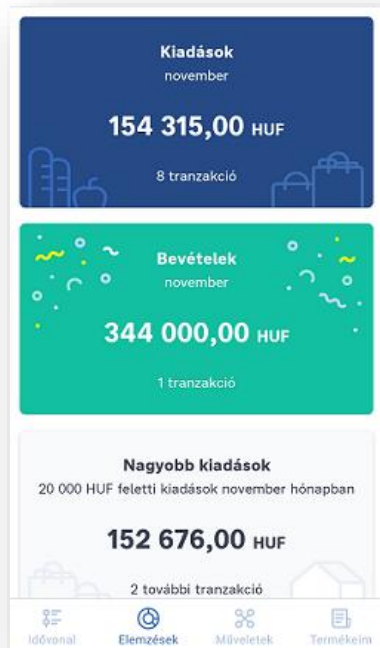 Kiadások
november
154 315,00 HUF
8 tranzakció
Bevételek
november
344 000,00 HUF
1 tranzakció
Nagyobb kiadások
20 000 HUF feletti kiadások november hónapban
152 676,00 HUF
2 további tranzakció
Idővonal Elemzések Műveletek Termékeim